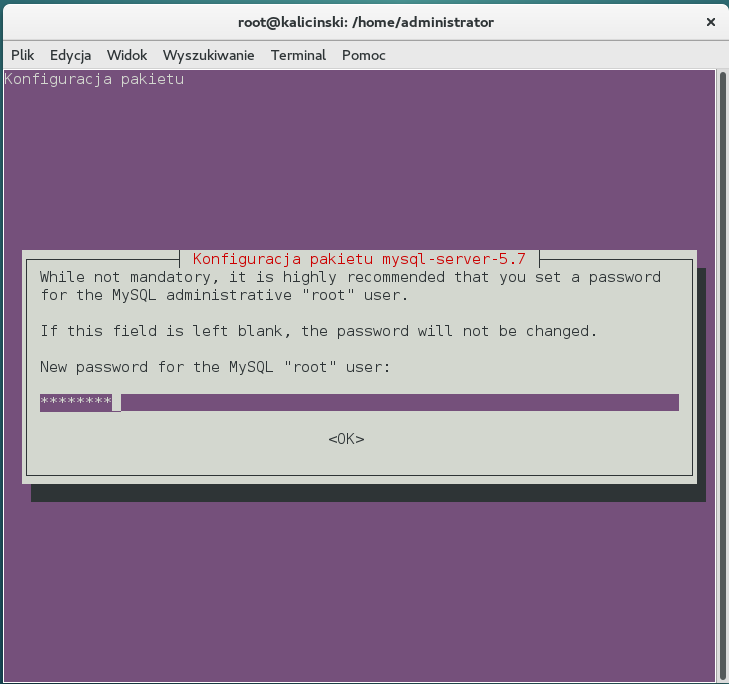 root@kalicinski: /home/administrator
Plik Edycja Widok Wyszukiwanie Terminal Pomoc
Konfiguracja pakietu
Konfiguracja pakietu mysql-server-5.7
While not mandatory, it is highly recommended that you set a password
for the MySQL administrative "root" user.
If this field is left blank, the password will not be changed.
New password for the MySQL "root" user:
********_
<OK>